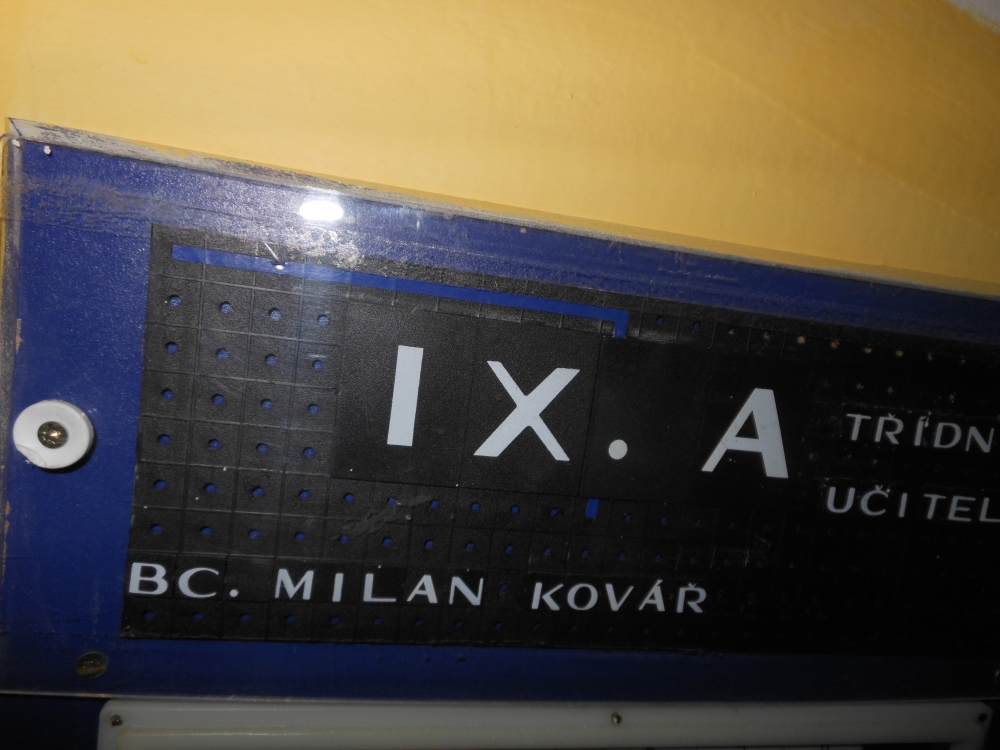 IX. A
TŘÍDN
UČITEL
BC. MILAN KOVÁŘ